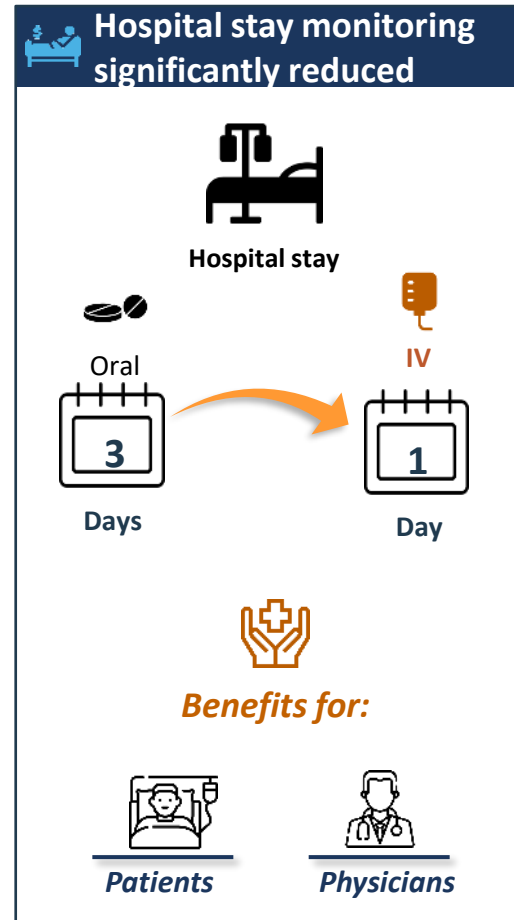 Hospital stay monitoring
significantly reduced
Hospital stay
Oral
IV
3
1
Days
Day
Benefits for:
Patients
Physicians